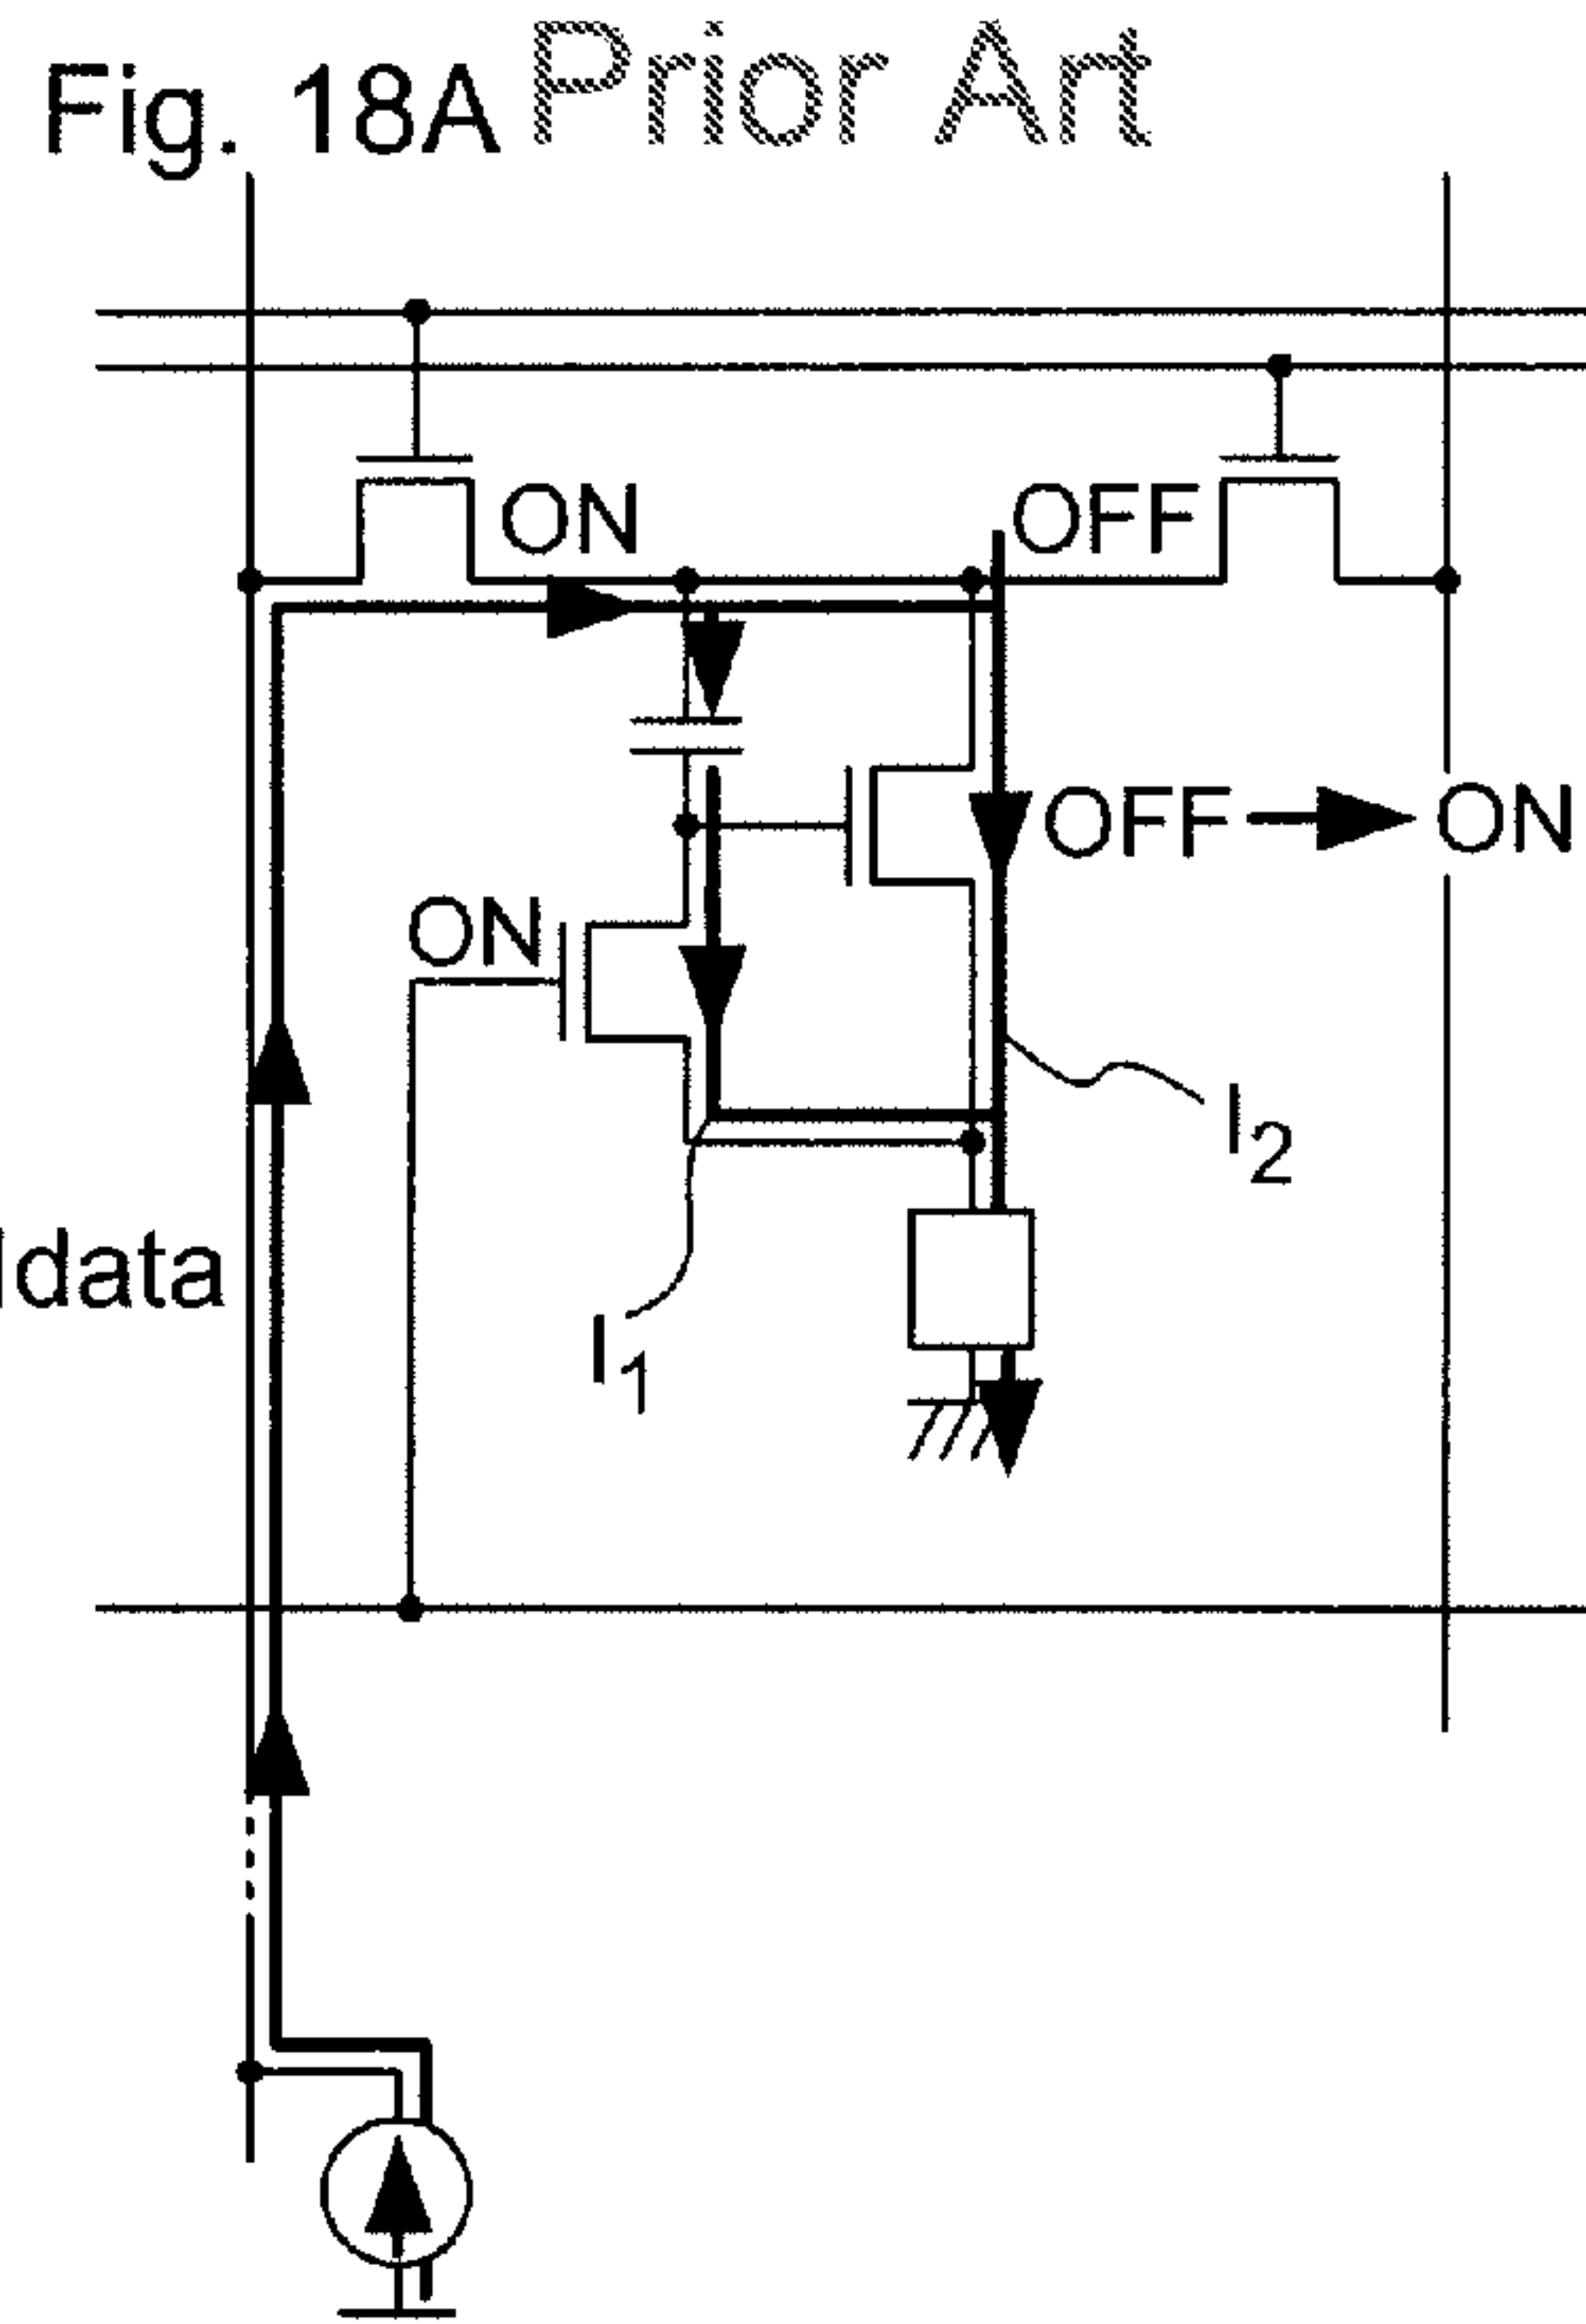 Fig. 18A Prior Art
ON
OFF
OFF
ON
ON
I2
Idata
I1